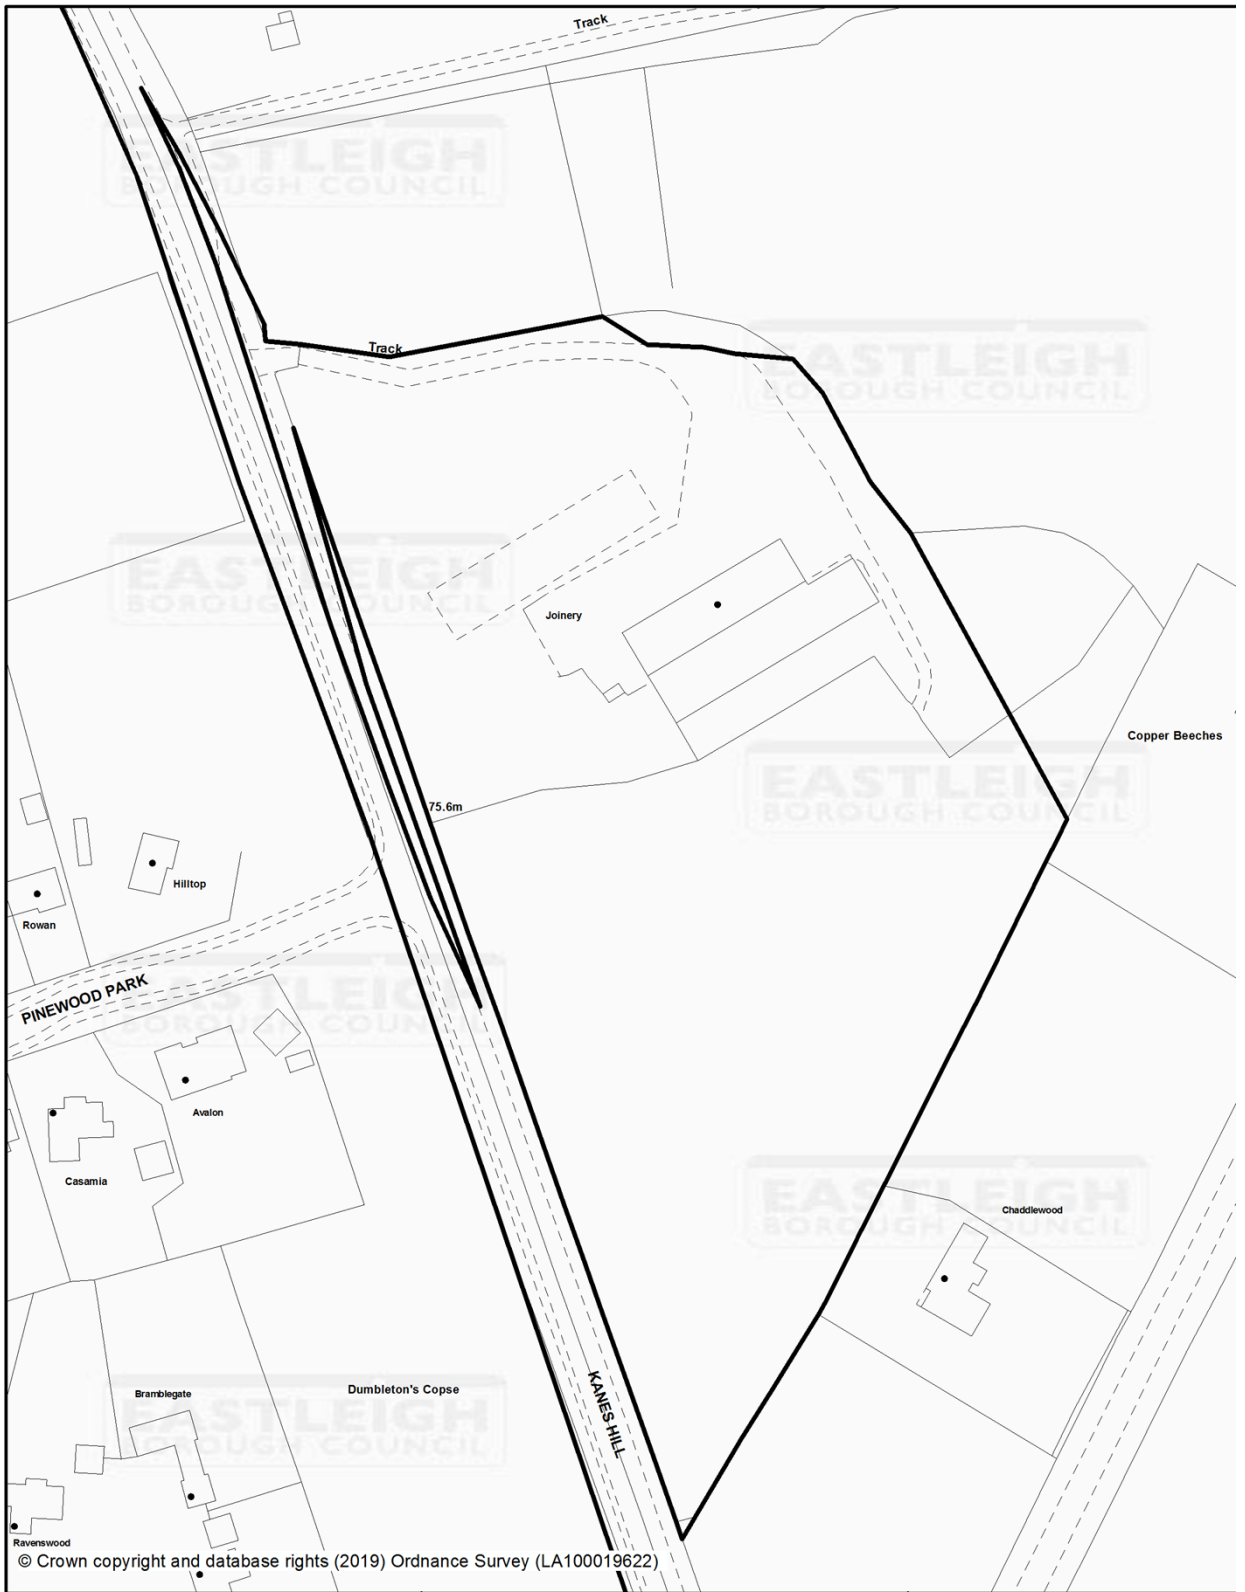 Track
EASTLEIGH
BOROUGH COUNCIL
Track
EASTLEIGH
BOROUGH COUNCIL
EASTLEIGH
BOROUGH COUNCIL
Joinery
Copper Beeches
EASTLEIGH
BOROUGH COUNCIL
75.6m
Hilltop
Rowan
PINEWOOD PARK
EASTLEIGH
BOROUGH COUNCIL
Avalon
Casamia
EASTLEIGH
BOROUGH COUNCIL
Chaddlewood
KANES HILL
Dumbleton's Copse
Bramblegate
EASTLEIGH
BOROUGH COUNCIL
Ravenswood
© Crown copyright and database rights (2019) Ordnance Survey (LA100019622)